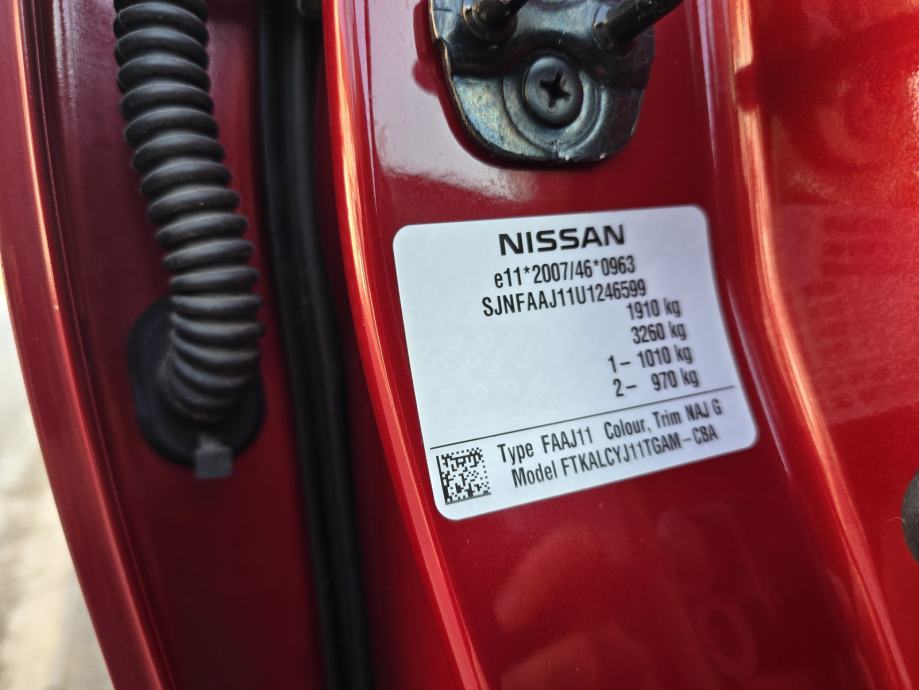 NISSAN
e11*2007/46*0963
SJNFAAJ11U1246599
1910 kg
3260 kg
1– 1010 kg
2– 970 kg
Type FAAJ11 Colour, Trim NAJ G
Model FTKALCYJ11TGAM–CBA